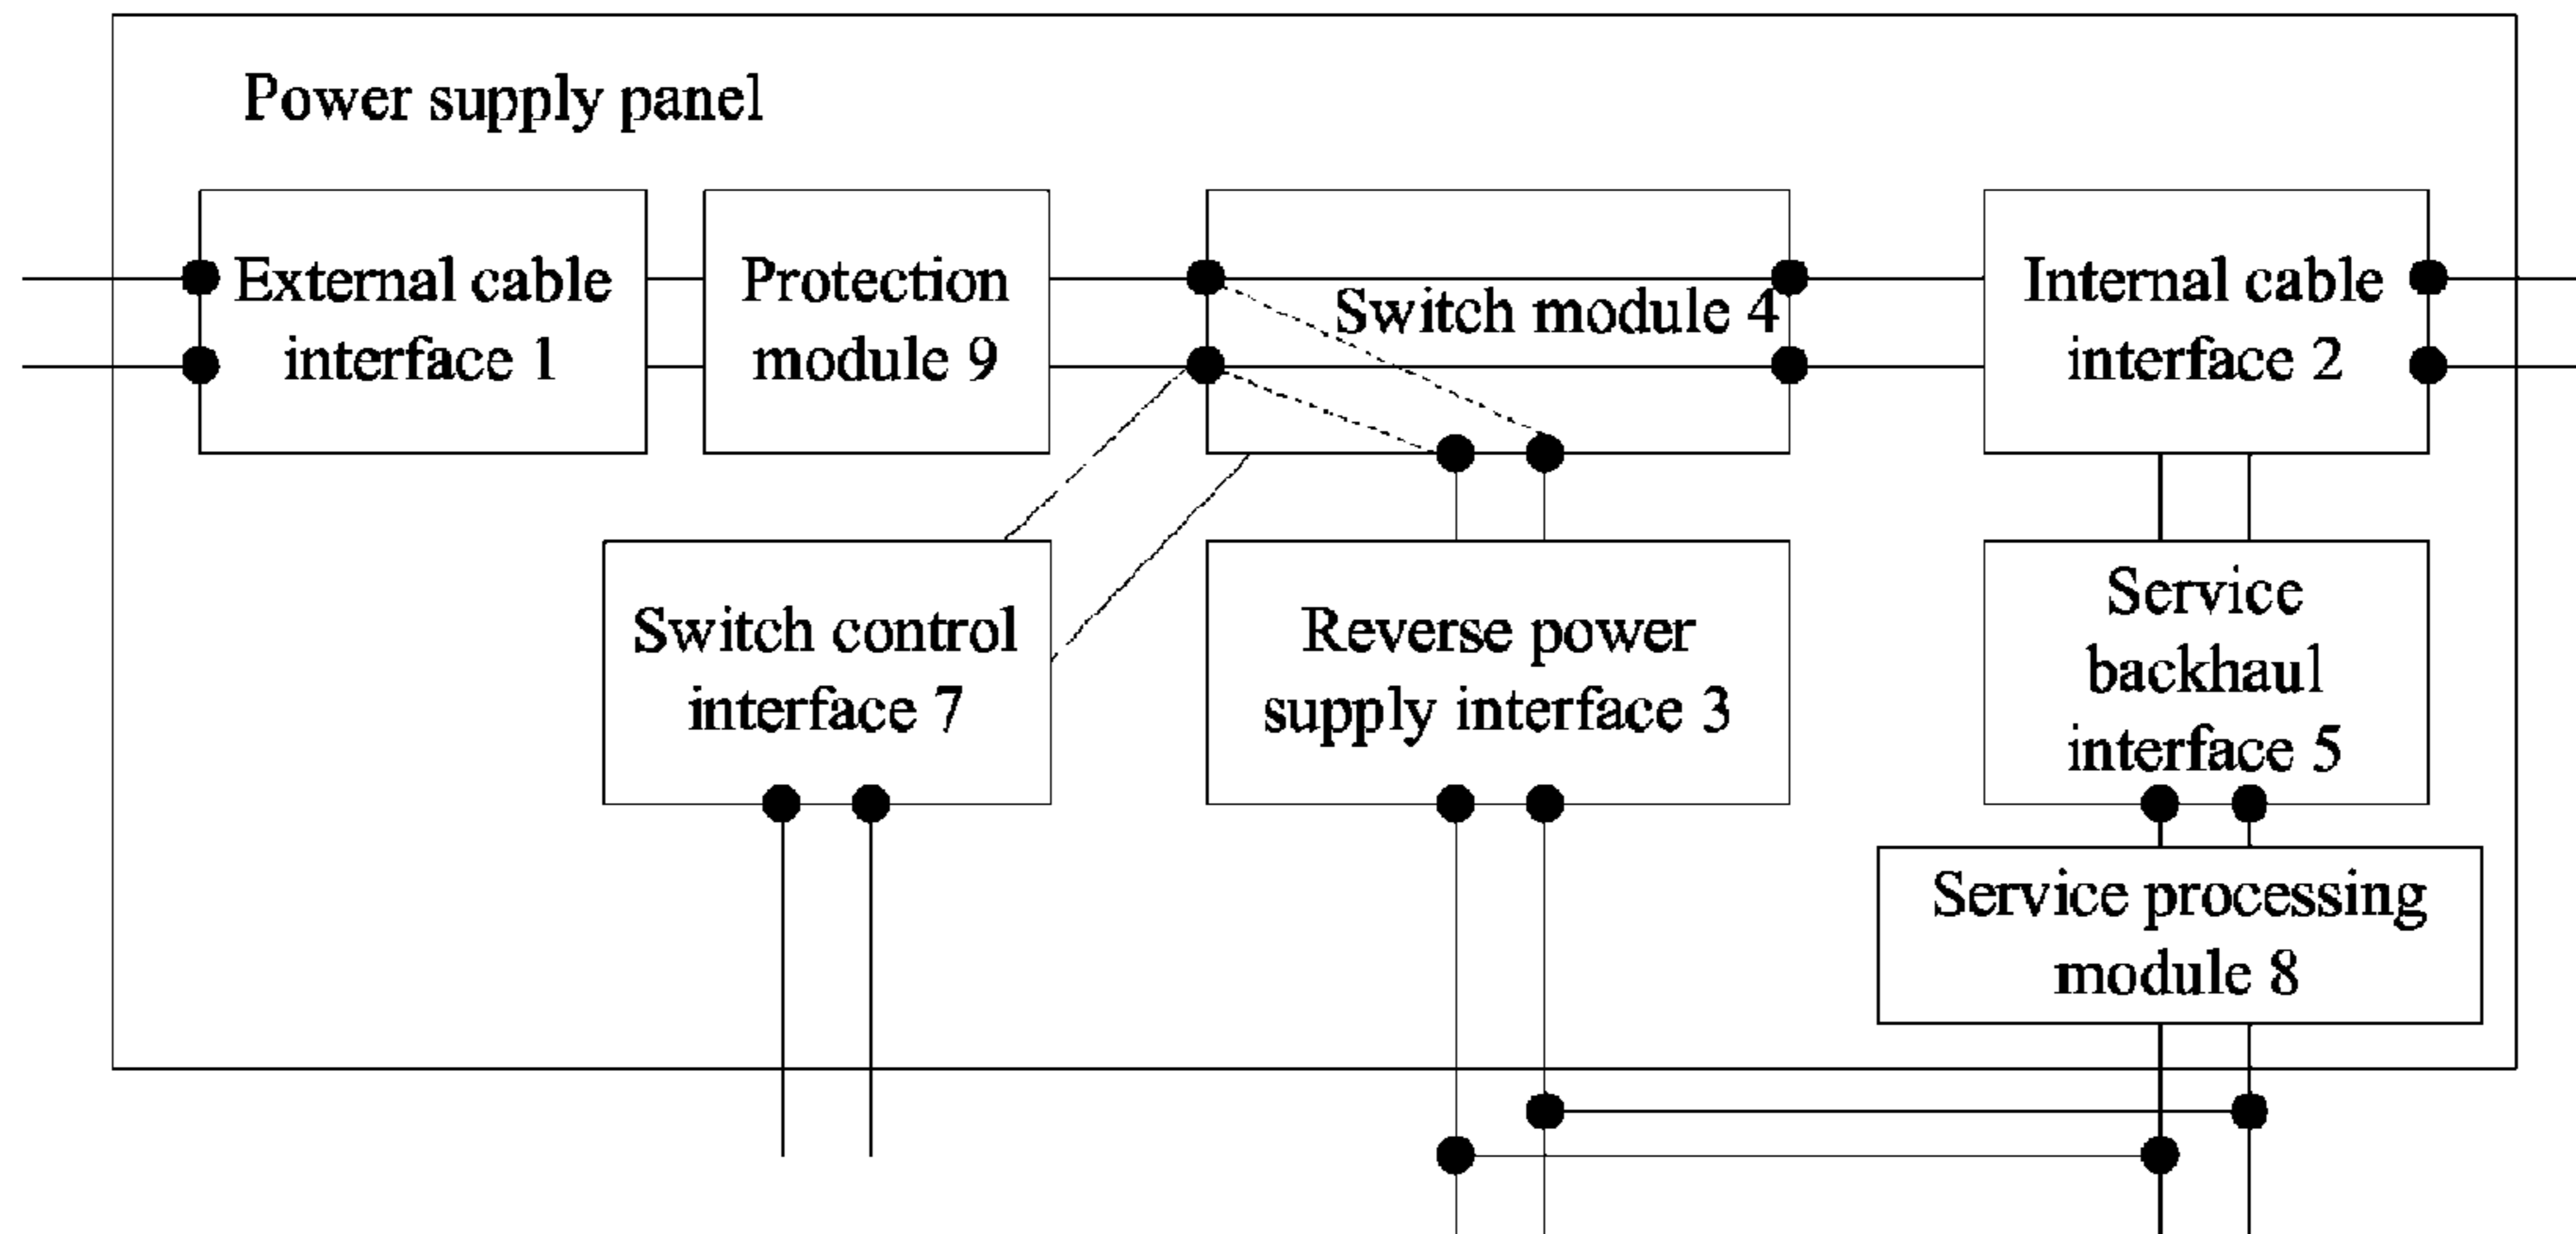 Power supply panel
External cable
interface 1
Protection
module 9
Switch module 4
Internal cable
interface 2
Switch control
interface 7
Reverse power
supply interface 3
Service
backhaul
interface 5
Service processing
module 8